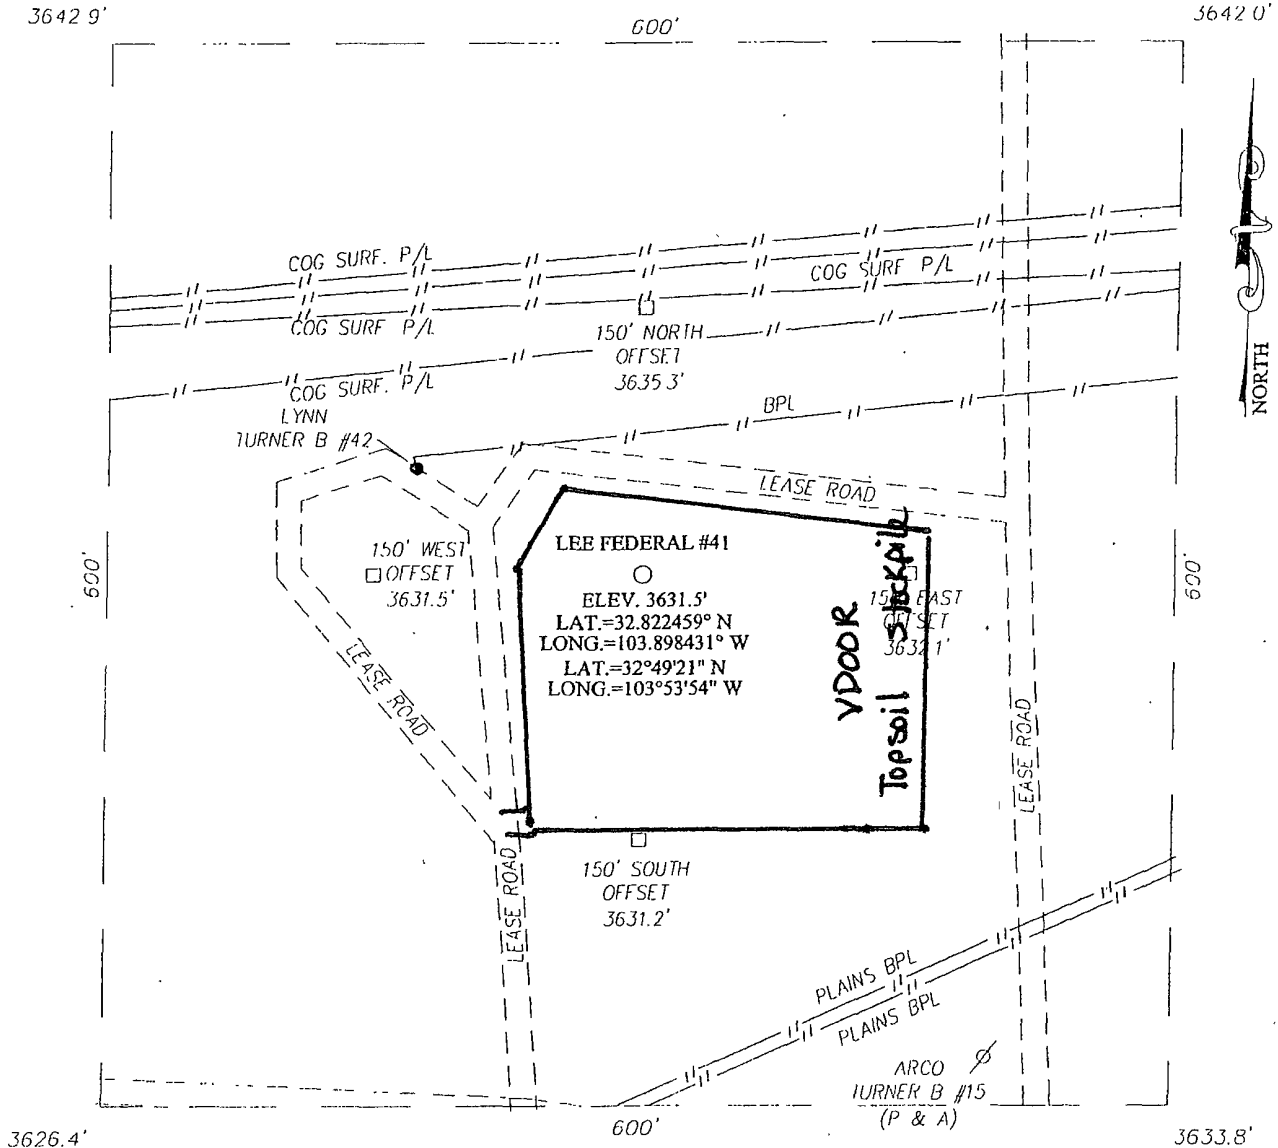 3642 9'
600'
3642 0'
COG SURF. P/L
COG SURF P/L
COG SURF P/L
150' NORTH
OFFSET
3635 3'
COG SURF. P/L
LYNN
TURNER B #42
BPL
NORTH
LEASE ROAD
600'
150' WEST
OFFSET
3631.5'
LEE FEDERAL #41
ELEV. 3631.5'
LAT.=32.822459° N
LONG.=103.898431° W
LAT.=32°49'21" N
LONG.=103°53'54" W
150' EAST
OFFSET
3632.1'
600'
VDOOR
Topsoil stockpile
LEASE ROAD
LEASE ROAD
LEASE ROAD
150' SOUTH
OFFSET
3631.2'
PLAINS BPL
PLAINS BPL
ARCO
TURNER B #15
(P & A)
3626.4'
600'
3633.8'